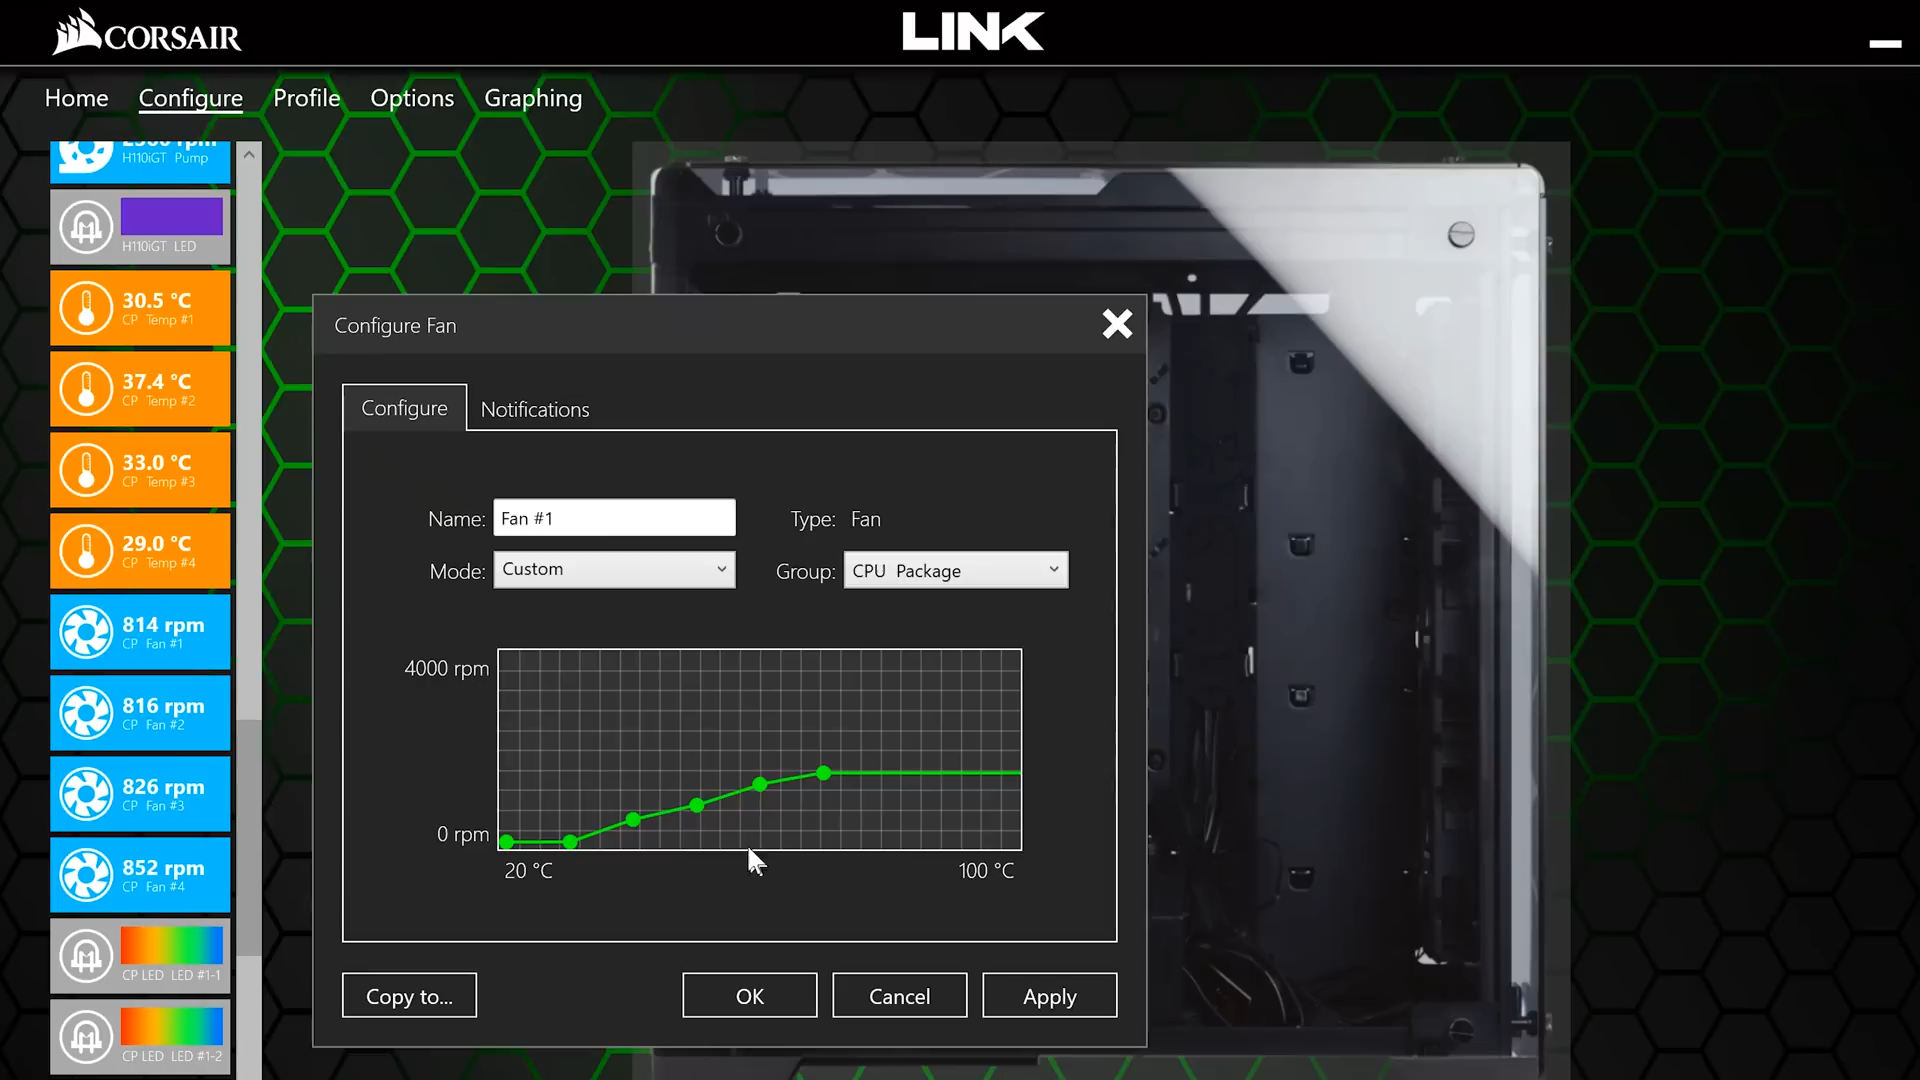 CORSAIR
LINK
Home Configure Profile Options Graphing
H110iGT Pump
H110iGT LED
30.5 °C
CP Temp #1
37.4 °C
CP Temp #2
33.0 °C
CP Temp #3
29.0 °C
CP Temp #4
814 rpm
CP Fan #1
816 rpm
CP Fan #2
826 rpm
CP Fan #3
852 rpm
CP Fan #4
CP LED LED #1-1
CP LED LED #1-2
Configure Fan
Configure Notifications
Name: Fan #1 Type: Fan
Mode: Custom Group: CPU Package
4000 rpm
0 rpm
20 °C 100 °C
Copy to... OK Cancel Apply